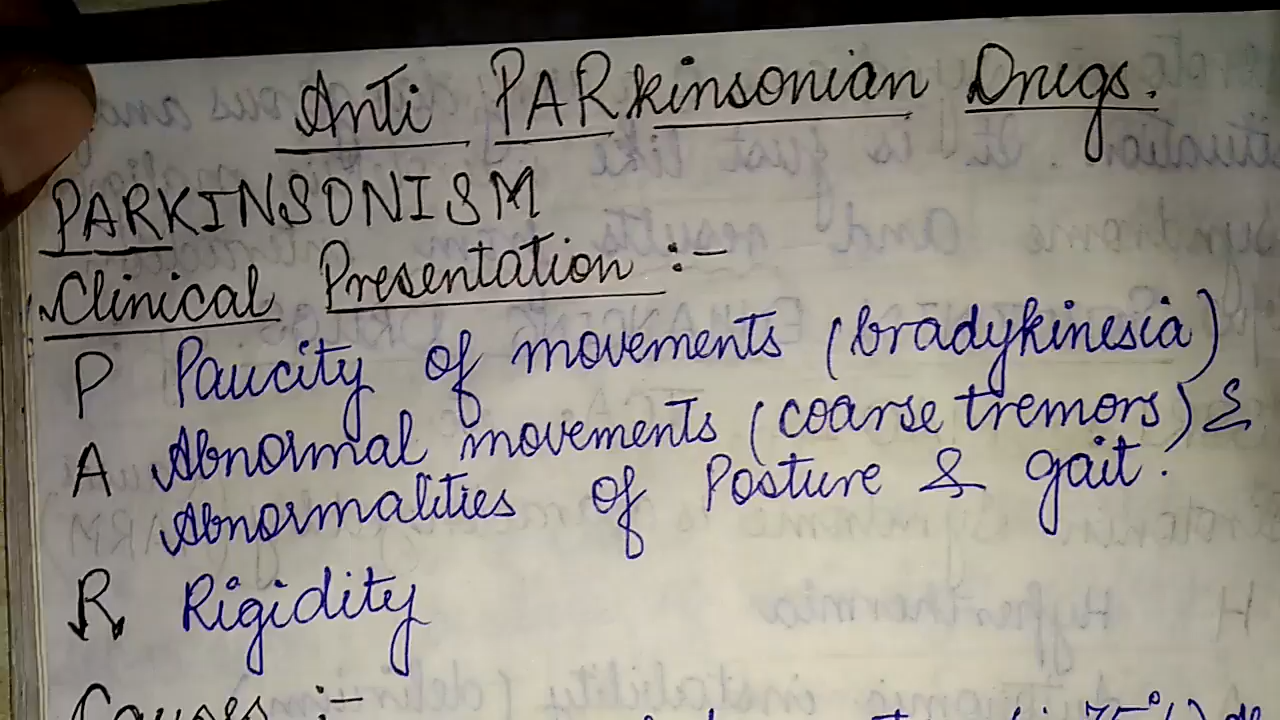 Anti PARkinsonian Drugs.
PARKINSONISM
Clinical Presentation :-
P Paucity of movements (bradykinesia)
A Abnormal movements (coarse tremors) &
Abnormalities of Posture & gait.
R Rigidity
Causes :-